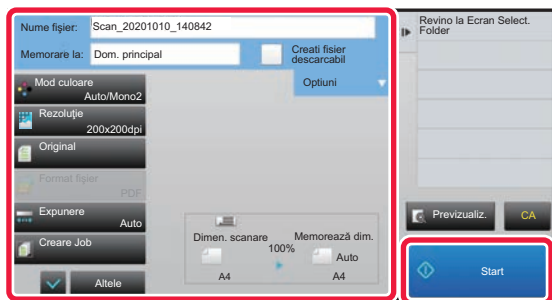 Nume fişier: Scan_20201010_140842
Memorare la: Dom. principal
Creati fisier
descarcabil
Optiuni
Mod culoare
Auto/Mono2
Rezoluţie
200x200dpi
Original
Format fişier
PDF
Expunere
Auto
Creare Job
Altele
Dimen. scanare
100%
Memorează dim.
Auto
A4
A4
Revino la Ecran Select.
Folder
Previzualiz.
CA
Start